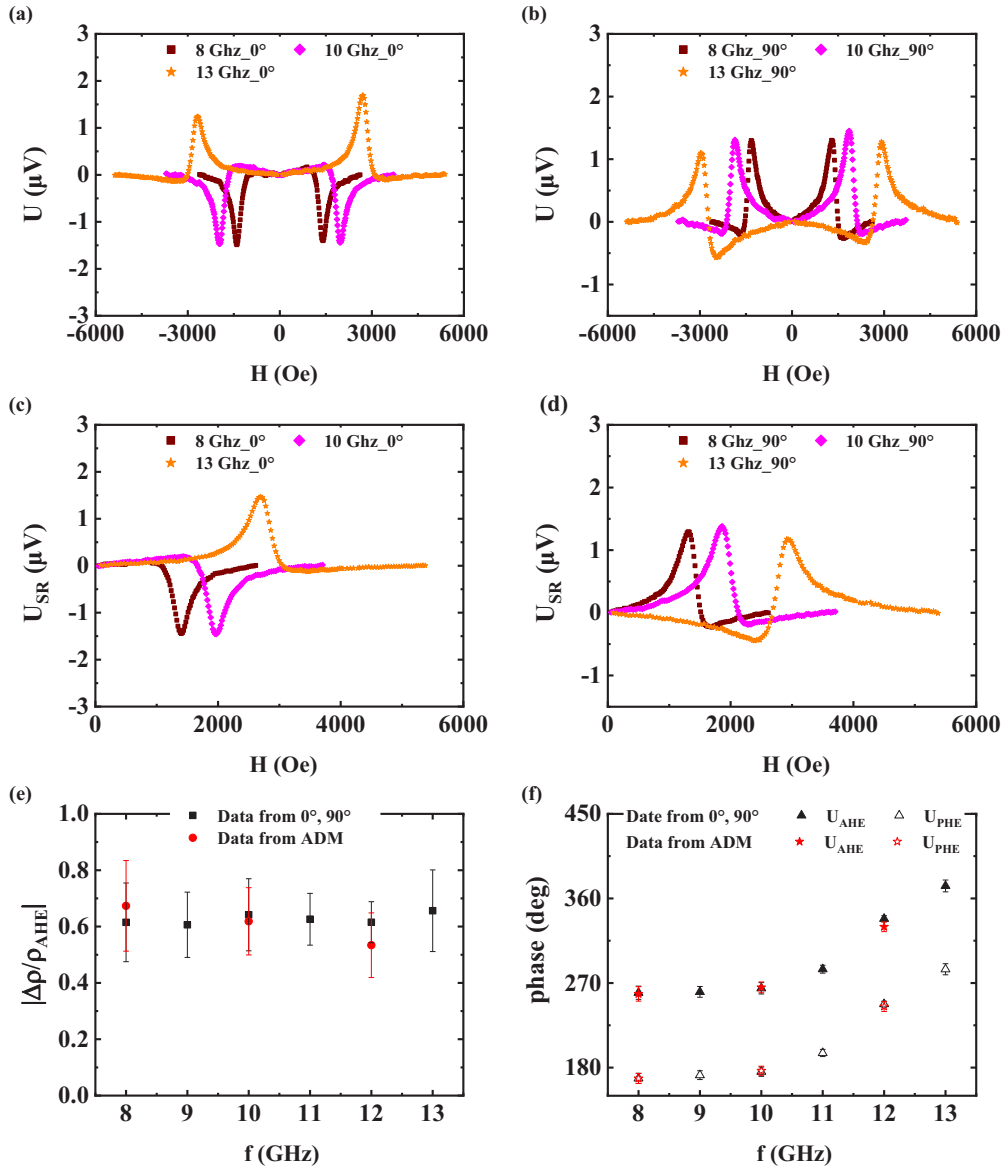 (a)
8 Ghz_0° 10 Ghz_0°
13 Ghz_0°
3
2
1
0
-1
-2
-3
U (μV)
-6000 -3000 0 3000 6000
H (Oe)
(b)
8 Ghz_90° 10 Ghz_90°
13 Ghz_90°
3
2
1
0
-1
U (μV)
-6000 -3000 0 3000 6000
H (Oe)
(c)
8 Ghz_0° 10 Ghz_0°
13 Ghz_0°
3
2
1
0
-1
-2
-3
U_SR (μV)
0 2000 4000 6000
H (Oe)
(d)
8 Ghz_90° 10 Ghz_90°
13 Ghz_90°
3
2
1
0
-1
U_SR (μV)
0 2000 4000 6000
H (Oe)
(e)
Data from 0°, 90°
Data from ADM
1.0
0.8
0.6
0.4
0.2
0.0
|Δρ/ρ_AHE|
8 9 10 11 12 13
f (GHz)
(f)
Date from 0°, 90° U_AHE U_PHE
Data from ADM U_AHE U_PHE
450
360
270
180
phase (deg)
8 9 10 11 12 13
f (GHz)